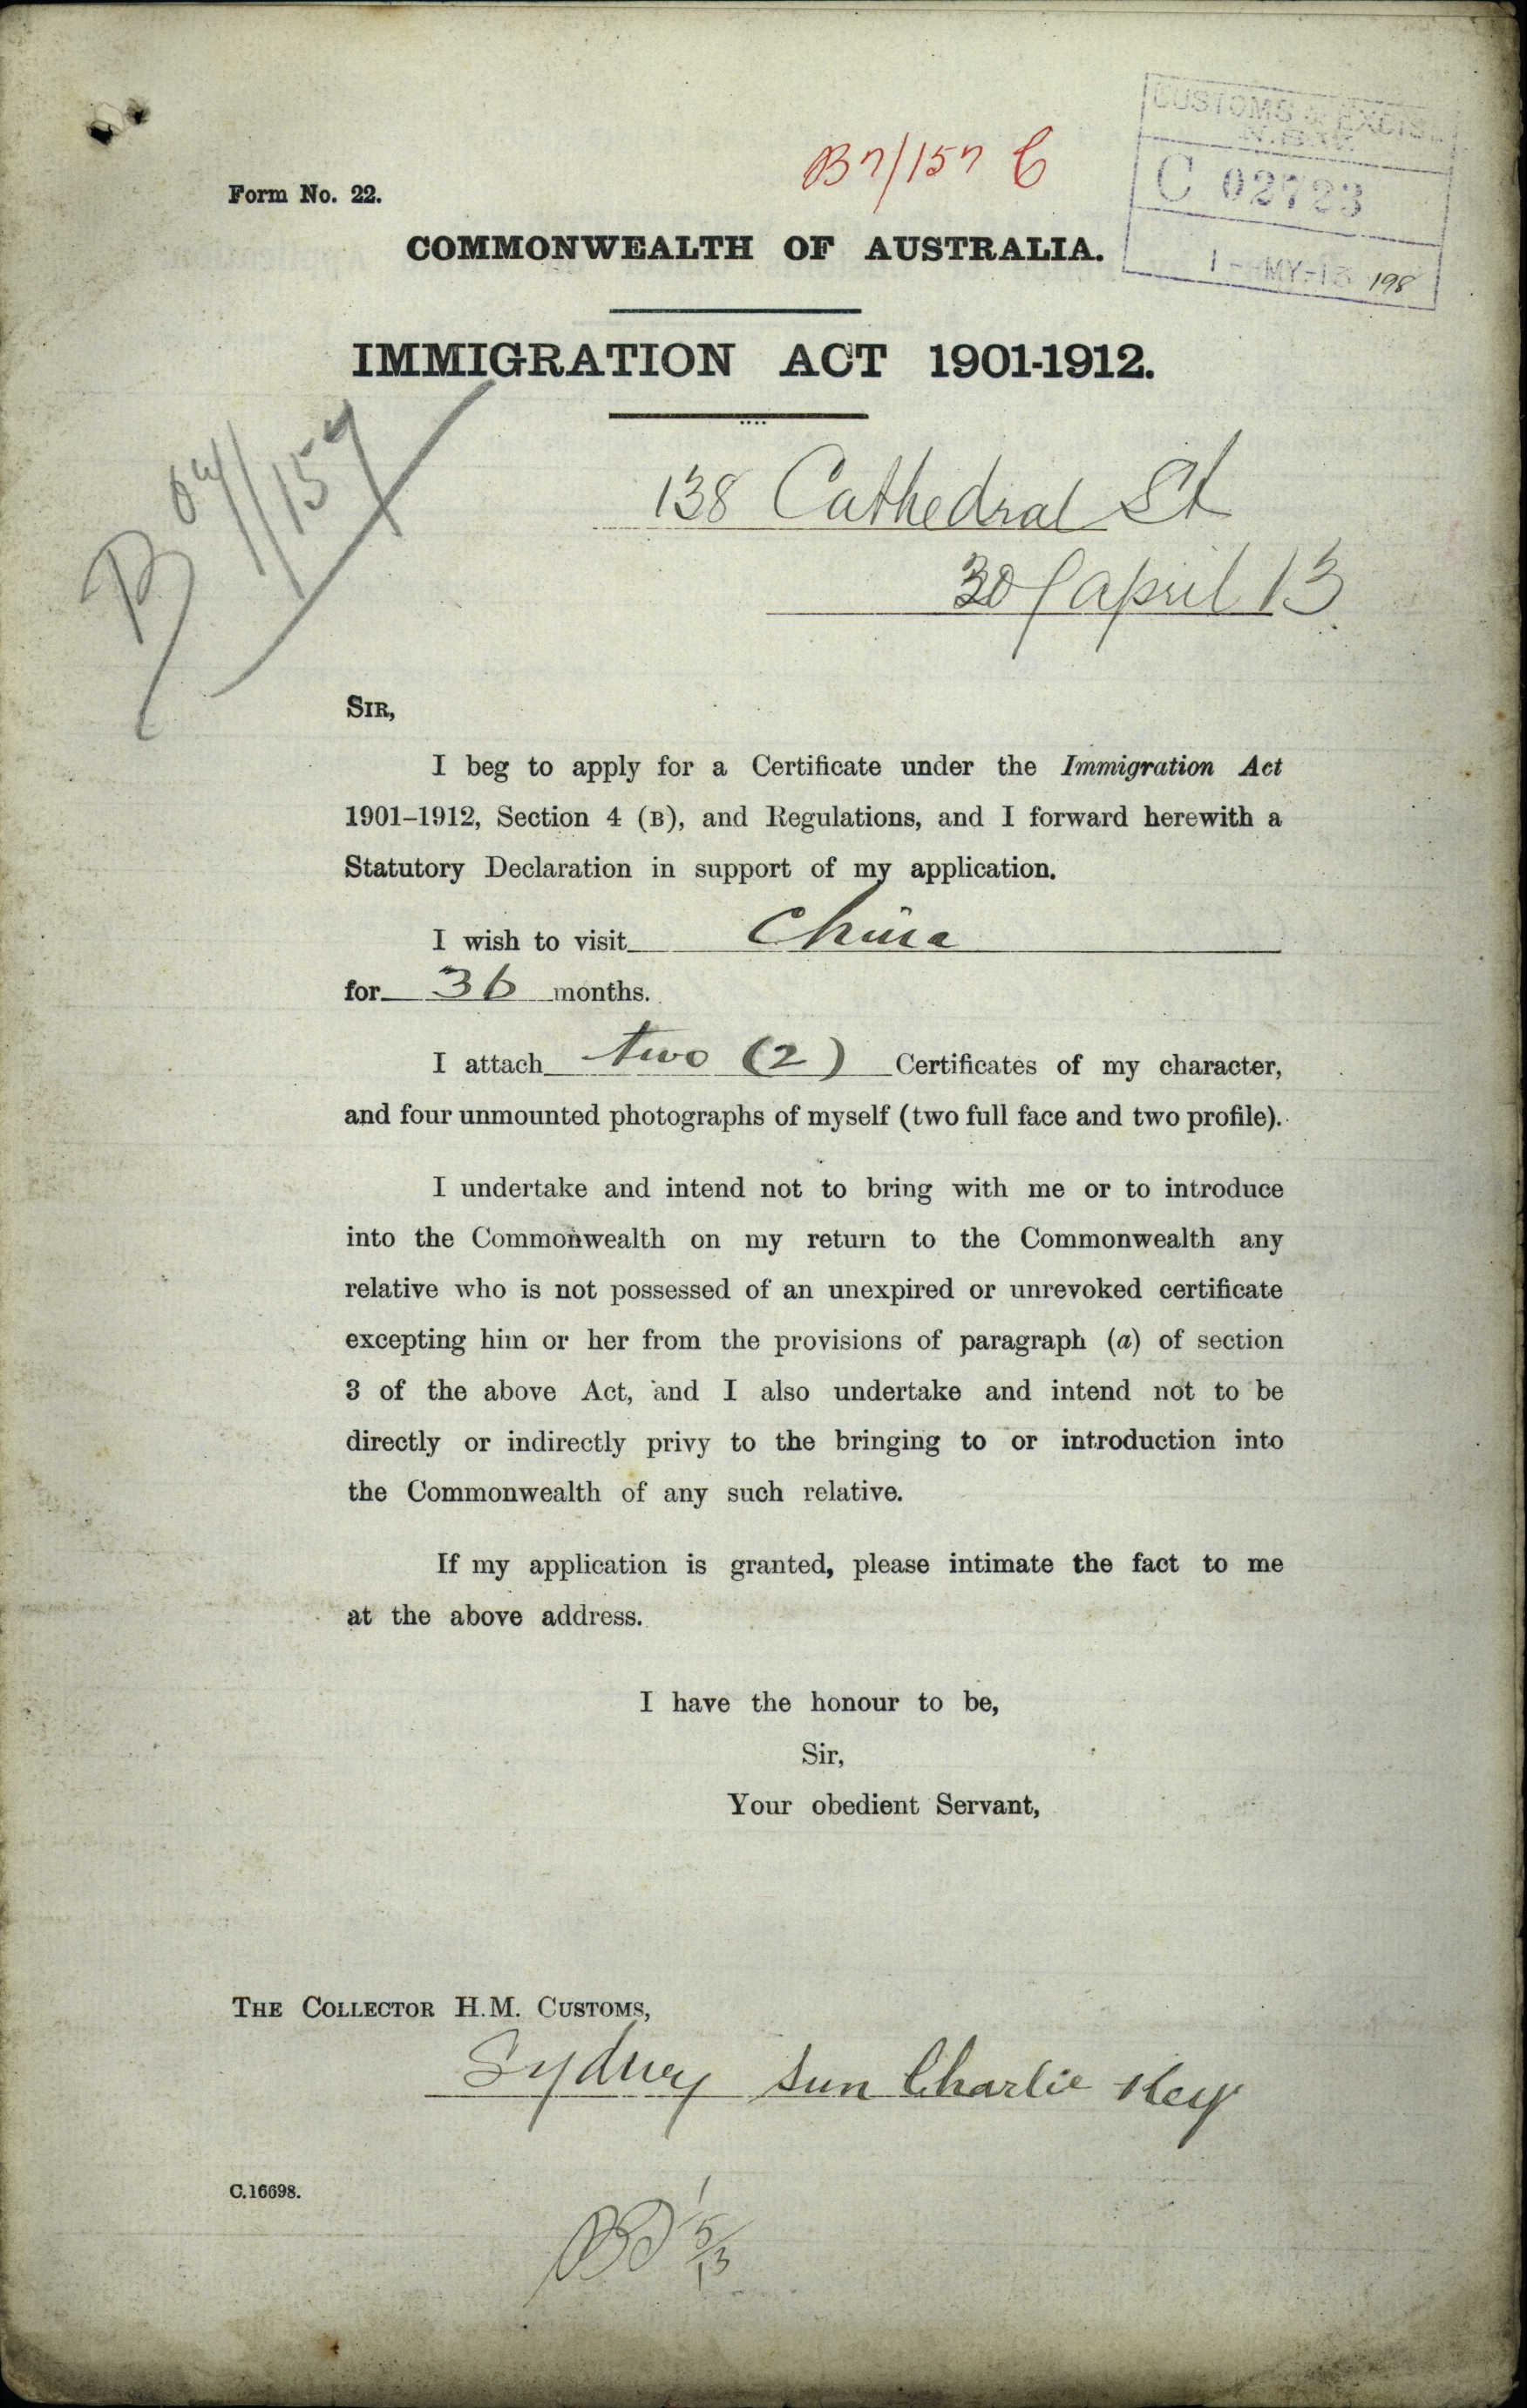 B7/157 C
CUSTOMS & EXCISE
N.S.W.
C 02723
1-MY-13 198
Form No. 22.
COMMONWEALTH OF AUSTRALIA.
IMMIGRATION ACT 1901-1912.
138 Cathedral St
30 April 13
SIR,
I beg to apply for a Certificate under the Immigration Act
1901–1912, Section 4 (B), and Regulations, and I forward herewith a
Statutory Declaration in support of my application.
I wish to visit China
for 36 months.
I attach two (2) Certificates of my character,
and four unmounted photographs of myself (two full face and two profile).
I undertake and intend not to bring with me or to introduce
into the Commonwealth on my return to the Commonwealth any
relative who is not possessed of an unexpired or unrevoked certificate
excepting him or her from the provisions of paragraph (a) of section
3 of the above Act, and I also undertake and intend not to be
directly or indirectly privy to the bringing to or introduction into
the Commonwealth of any such relative.
If my application is granted, please intimate the fact to me
at the above address.
I have the honour to be,
Sir,
Your obedient Servant,
THE COLLECTOR H.M. CUSTOMS,
Sydney Sun Charlie Hey
C.16698.